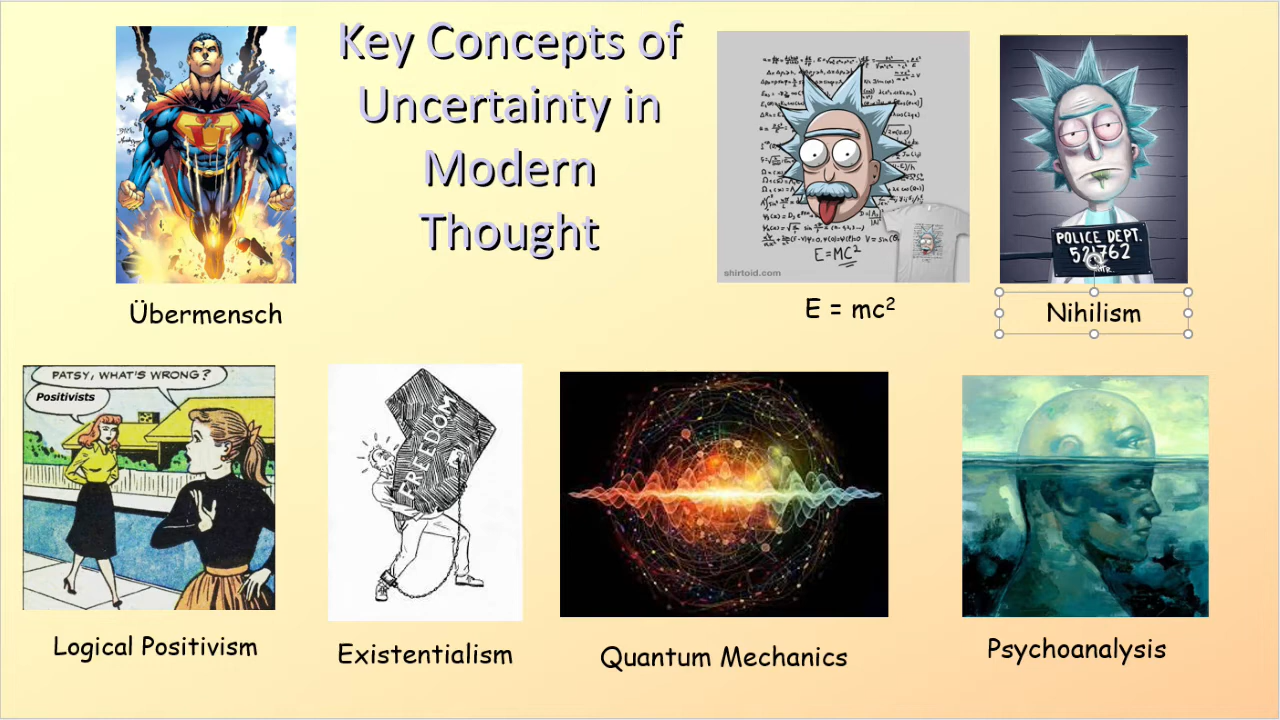 Key Concepts of
Uncertainty in
Modern
Thought
Übermensch
E=MC²
shirtoid.com
E = mc²
POLICE DEPT.
Nihilism
PATSY, WHAT'S WRONG?
Positivists
Logical Positivism
FREEDOM
Existentialism
Quantum Mechanics
Psychoanalysis